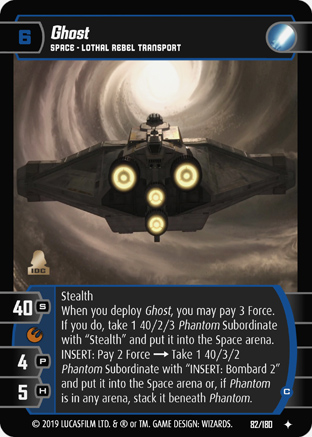 6
Ghost
SPACE - LOTHAL REBEL TRANSPORT
IDC
40 S
4 P
5 H
Stealth
When you deploy Ghost, you may pay 3 Force.
If you do, take 1 40/2/3 Phantom Subordinate
with "Stealth" and put it into the Space arena.
INSERT: Pay 2 Force → Take 1 40/3/2
Phantom Subordinate with "INSERT: Bombard 2"
and put it into the Space arena or, if Phantom
is in any arena, stack it beneath Phantom.
C
© 2019 LUCASFILM LTD. & ® or TM. GAME DESIGN: WIZARDS. 82/180